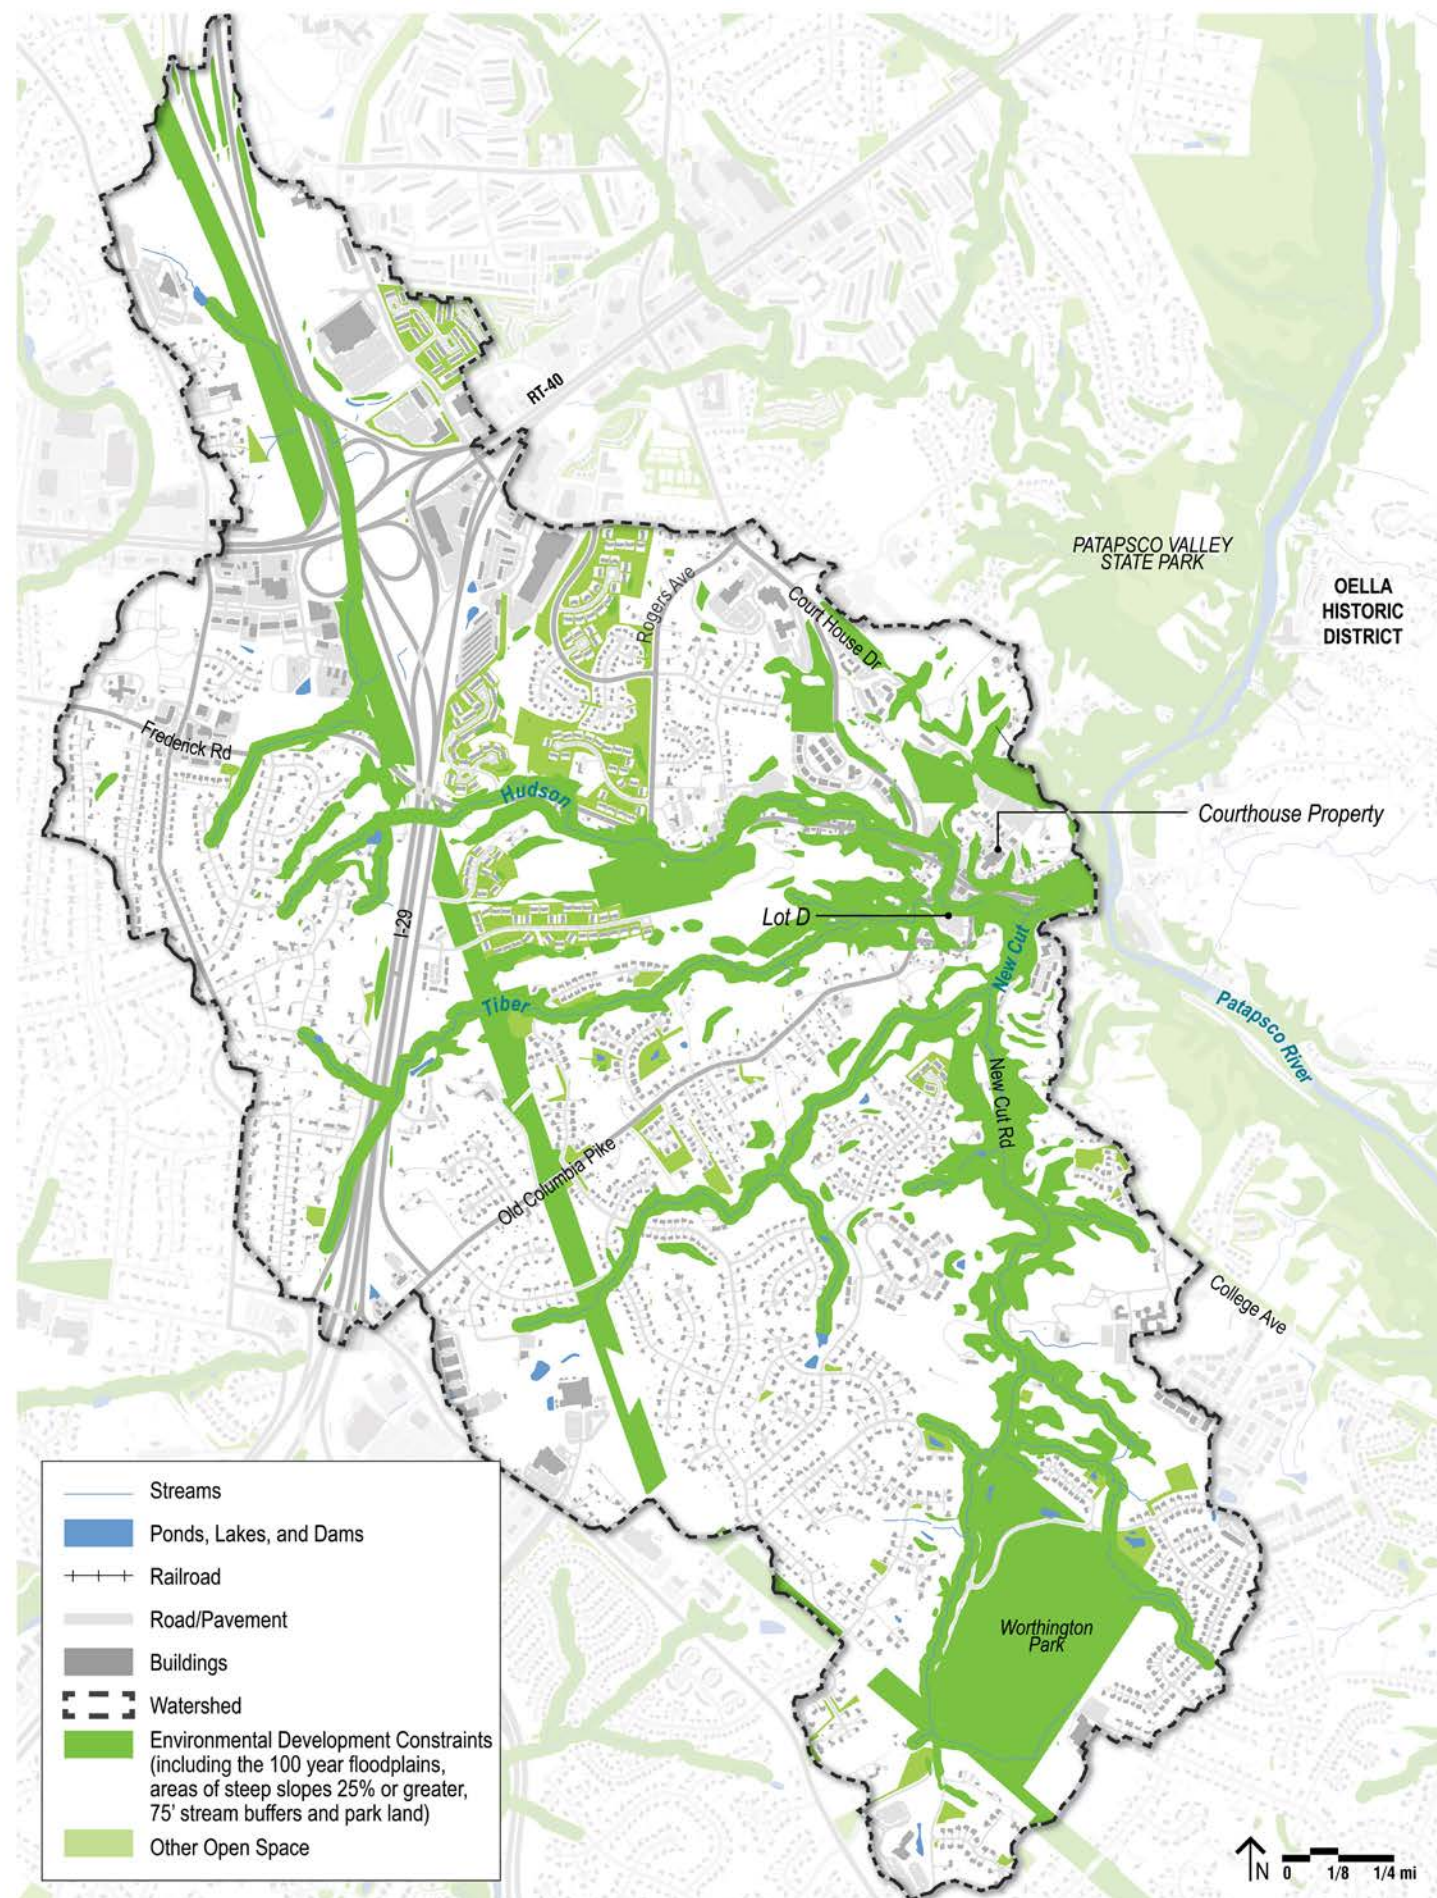 RT-40
PATAPSCO VALLEY
STATE PARK
OELLA
HISTORIC
DISTRICT
Rogers Ave
Court House Dr
Frederick Rd
Hudson
Courthouse Property
I-29
Lot D
New Cut
Tiber
Patapsco River
New Cut Rd
Old Columbia Pike
College Ave
Streams
Ponds, Lakes, and Dams
Railroad
Road/Pavement
Buildings
Watershed
Environmental Development Constraints
(including the 100 year floodplains,
areas of steep slopes 25% or greater,
75' stream buffers and park land)
Other Open Space
Worthington
Park
N 0 1/8 1/4 mi